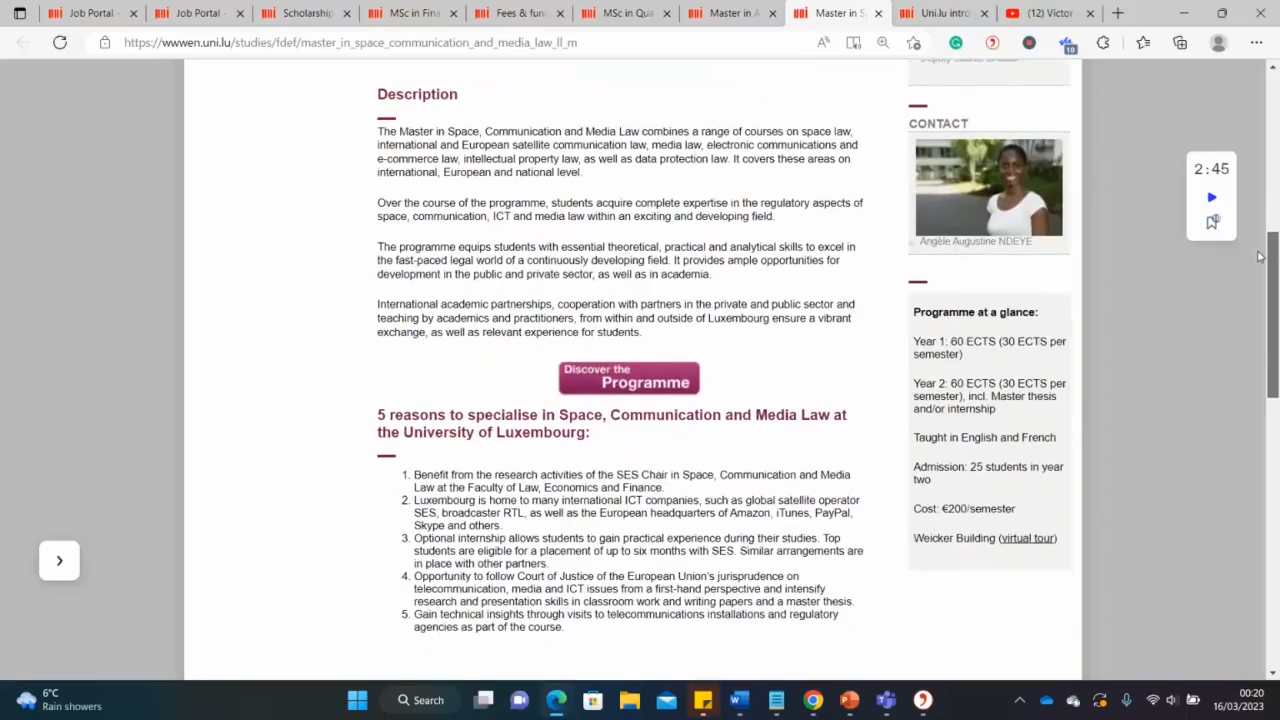 Job Portal -
Job Portal -
Scholarship
MSc in Fina
Fees & fun
MSc in Qua
Master in A
Master in S
Uni.lu intro
(12) Victor
https://wwwen.uni.lu/studies/fdef/master_in_space_communication_and_media_law_ll_m
10
Description
The Master in Space, Communication and Media Law combines a range of courses on space law,
international and European satellite communication law, media law, electronic communications and
e-commerce law, intellectual property law, as well as data protection law. It covers these areas on
international, European and national level.
Over the course of the programme, students acquire complete expertise in the regulatory aspects of
space, communication, ICT and media law within an exciting and developing field.
The programme equips students with essential theoretical, practical and analytical skills to excel in
the fast-paced legal world of a continuously developing field. It provides ample opportunities for
development in the public and private sector, as well as in academia.
International academic partnerships, cooperation with partners in the private and public sector and
teaching by academics and practitioners, from within and outside of Luxembourg ensure a vibrant
exchange, as well as relevant experience for students.
Discover the
Programme
5 reasons to specialise in Space, Communication and Media Law at
the University of Luxembourg:
1. Benefit from the research activities of the SES Chair in Space, Communication and Media
Law at the Faculty of Law, Economics and Finance.
2. Luxembourg is home to many international ICT companies, such as global satellite operator
SES, broadcaster RTL, as well as the European headquarters of Amazon, iTunes, PayPal,
Skype and others.
3. Optional internship allows students to gain practical experience during their studies. Top
students are eligible for a placement of up to six months with SES. Similar arrangements are
in place with other partners.
4. Opportunity to follow Court of Justice of the European Union's jurisprudence on
telecommunication, media and ICT issues from a first-hand perspective and intensify
research and presentation skills in classroom work and writing papers and a master thesis.
5. Gain technical insights through visits to telecommunications installations and regulatory
agencies as part of the course.
CONTACT
Angèle Augustine NDEYE
Programme at a glance:
Year 1: 60 ECTS (30 ECTS per
semester)
Year 2: 60 ECTS (30 ECTS per
semester), incl. Master thesis
and/or internship
Taught in English and French
Admission: 25 students in year
two
Cost: €200/semester
Weicker Building (virtual tour)
2:45
6°C
Rain showers
Search
00:20
16/03/2023